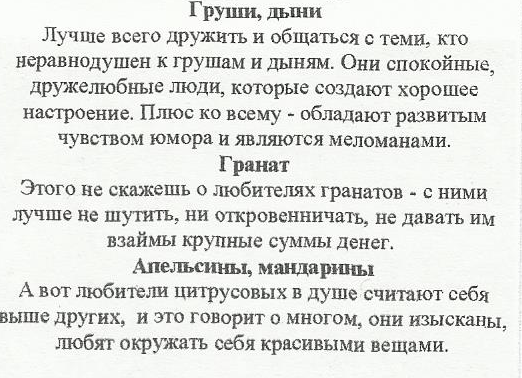 Груши, дыни
Лучше всего дружить и общаться с теми, кто
неравнодушен к грушам и дыням. Они спокойные,
дружелюбные люди, которые создают хорошее
настроение. Плюс ко всему - обладают развитым
чувством юмора и являются меломанами.
Гранат
Этого не скажешь о любителях гранатов - с ними
лучше не шутить, ни откровенничать, не давать им
взаймы крупные суммы денег.
Апельсины, мандарины
А вот любители цитрусовых в душе считают себя
выше других, и это говорит о многом, они изысканы,
любят окружать себя красивыми вещами.